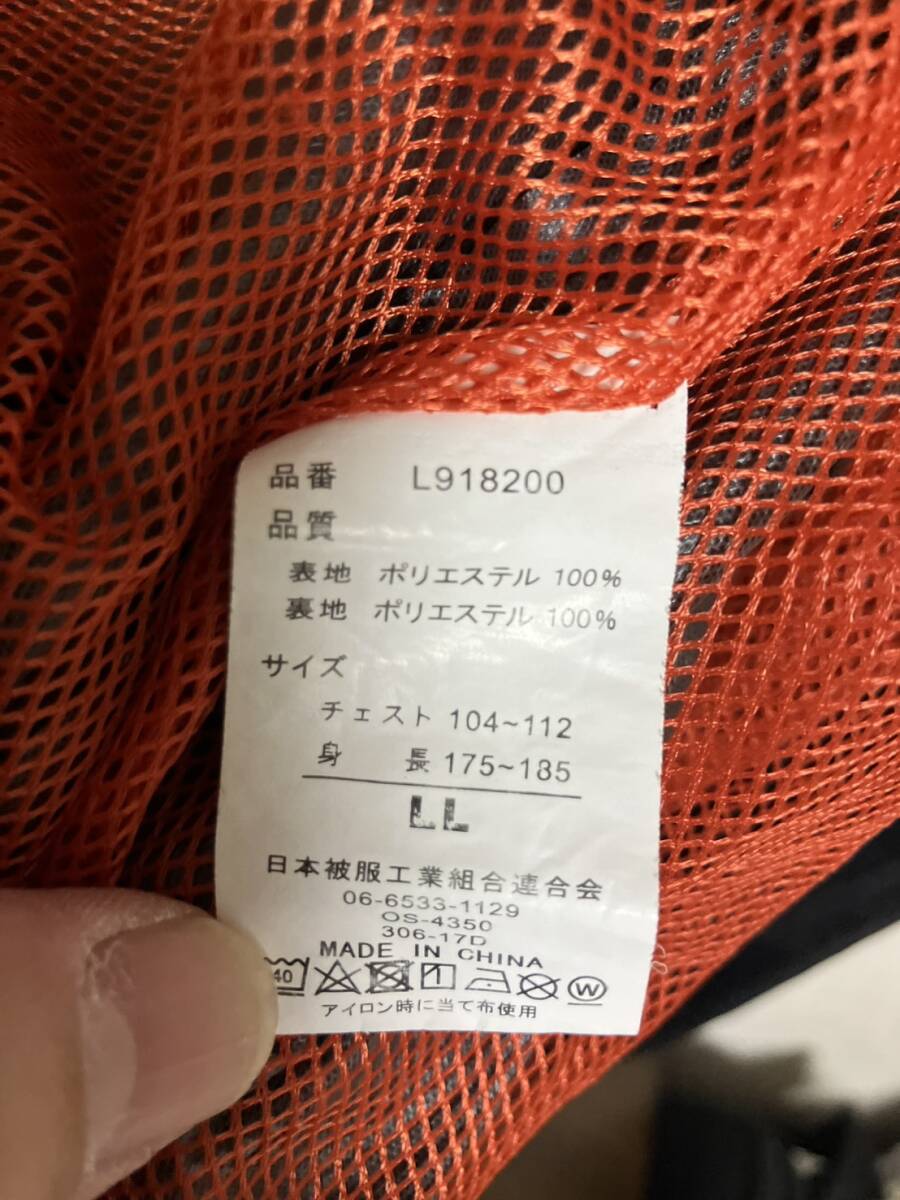 品番 L918200
品質
表地 ポリエステル 100%
裏地 ポリエステル 100%
サイズ
チェスト 104~112
身長 175~185
LL
日本被服工業組合連合会
06-6533-1129
OS-4350
306-17D
MADE IN CHINA
40 W
アイロン時に当て布使用